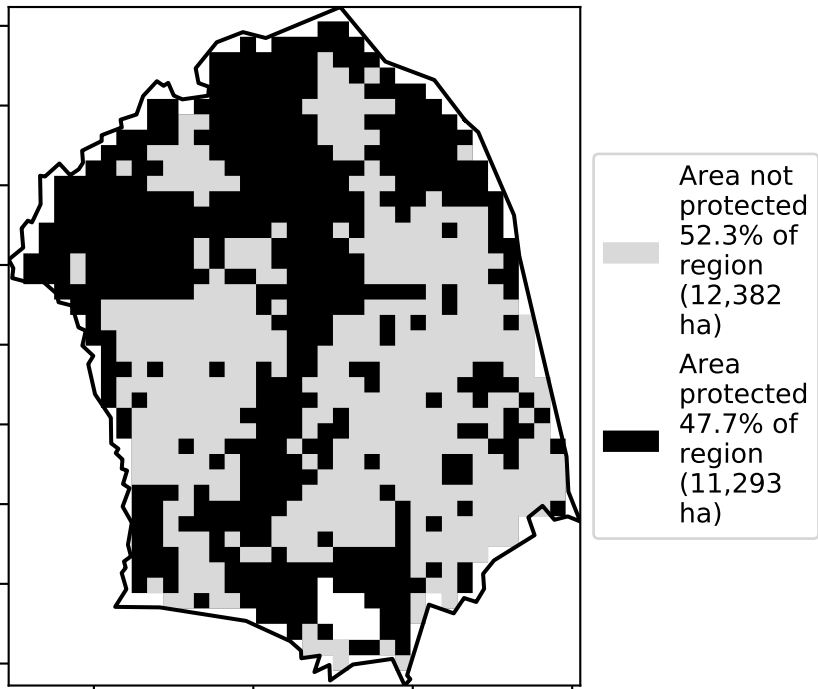 Area not
protected
52.3% of
region
(12,382
ha)
Area
protected
47.7% of
region
(11,293
ha)